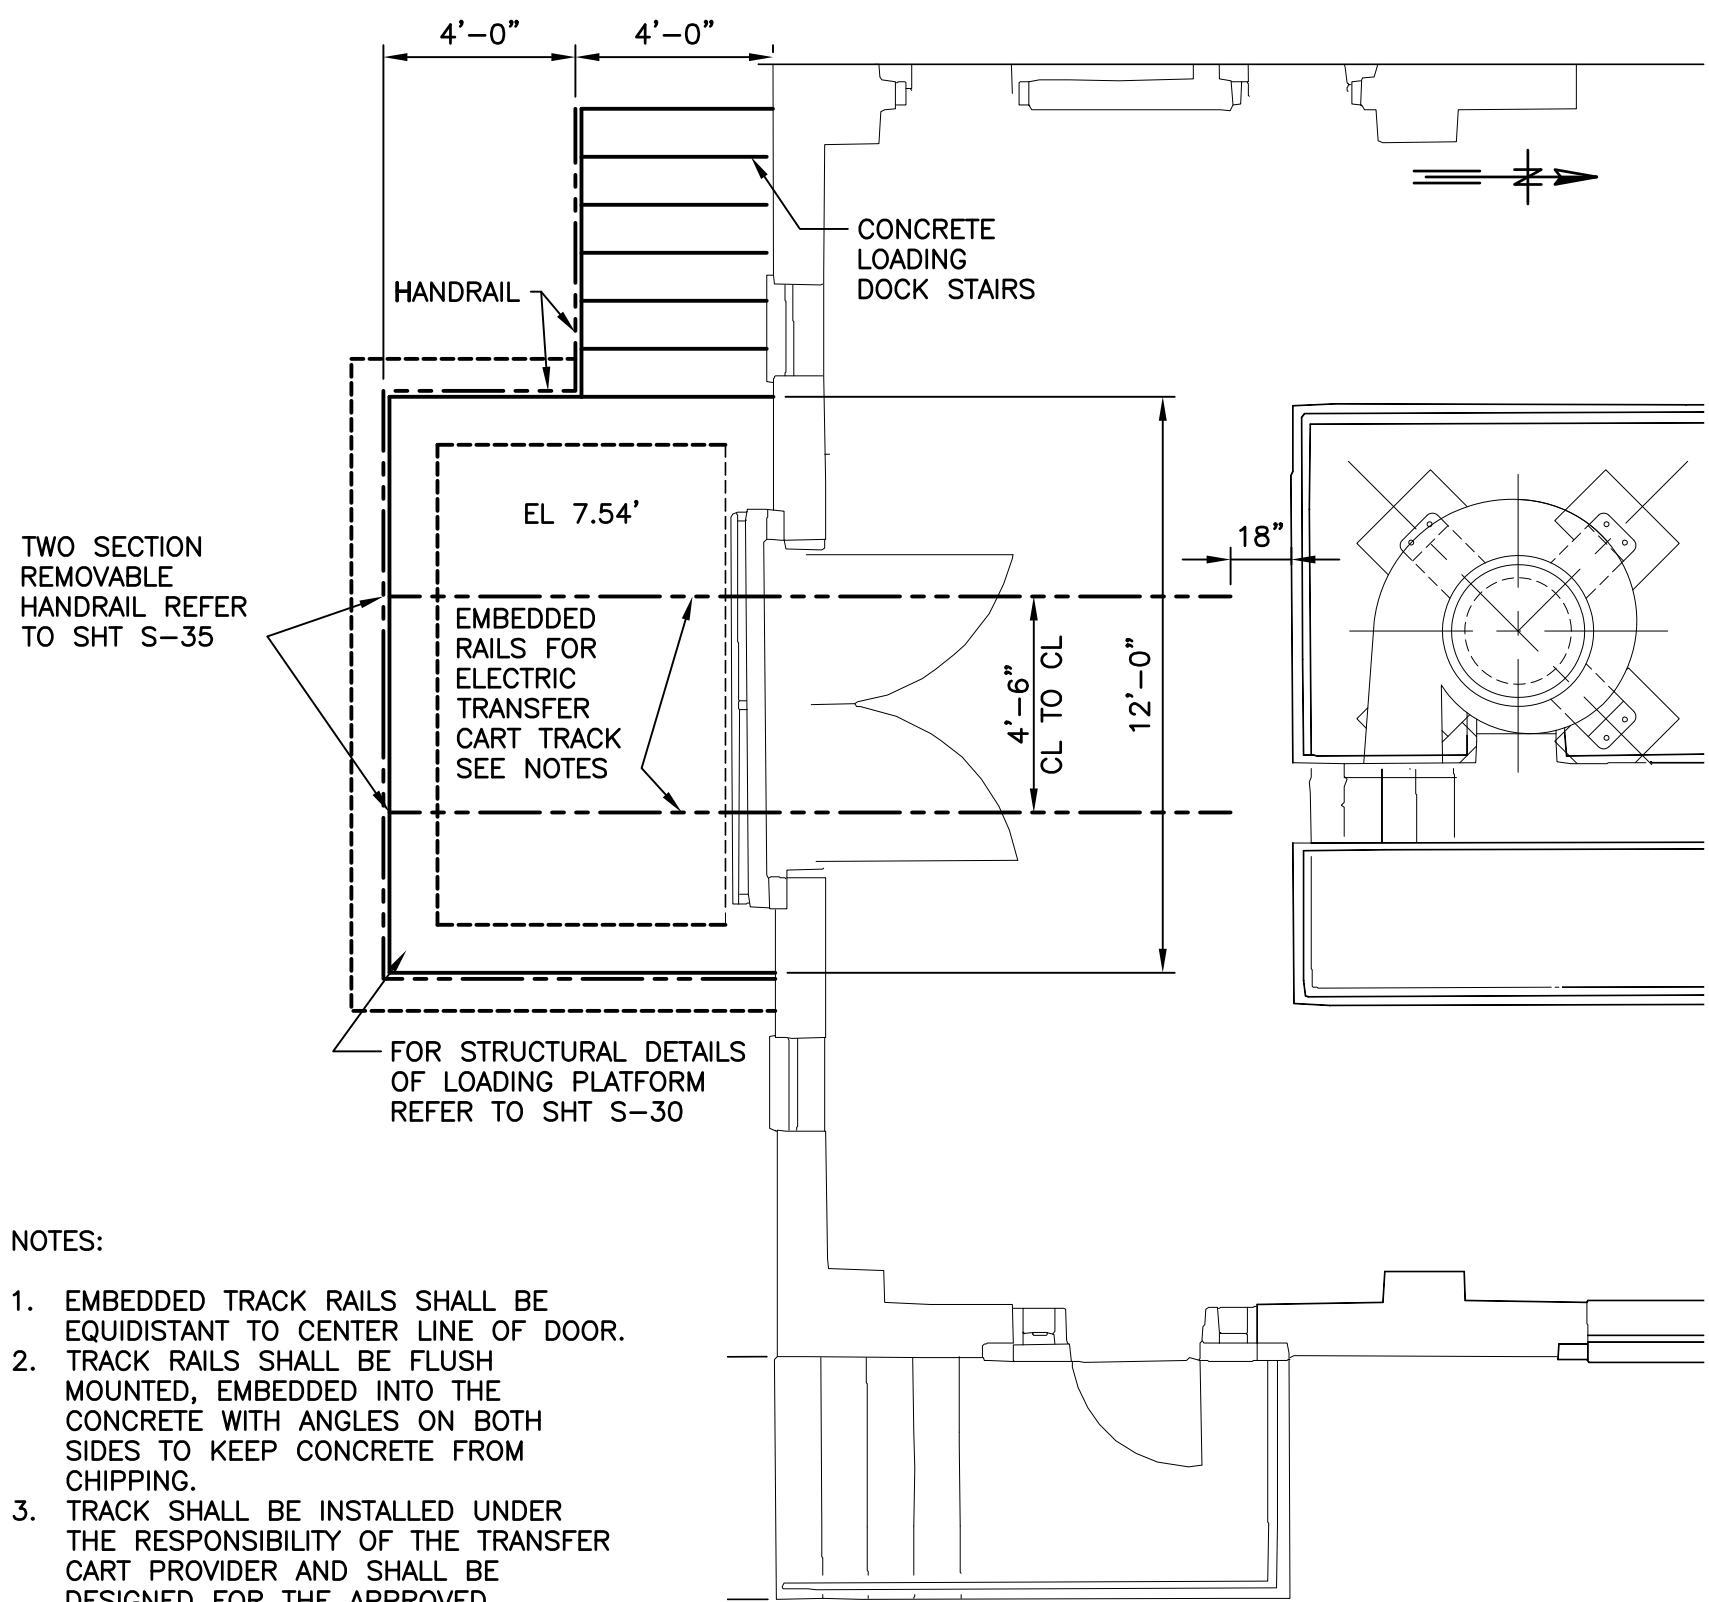 4'-0" 4'-0"
CONCRETE
LOADING
DOCK STAIRS
HANDRAIL
EL 7.54'
18"
TWO SECTION
REMOVABLE
HANDRAIL REFER
TO SHT S-35
EMBEDDED
RAILS FOR
ELECTRIC
TRANSFER
CART TRACK
SEE NOTES
4'-6"
CL TO CL
12'-0"
FOR STRUCTURAL DETAILS
OF LOADING PLATFORM
REFER TO SHT S-30
N
NOTES:
1. EMBEDDED TRACK RAILS SHALL BE
EQUIDISTANT TO CENTER LINE OF DOOR.
2. TRACK RAILS SHALL BE FLUSH
MOUNTED, EMBEDDED INTO THE
CONCRETE WITH ANGLES ON BOTH
SIDES TO KEEP CONCRETE FROM
CHIPPING.
3. TRACK SHALL BE INSTALLED UNDER
THE RESPONSIBILITY OF THE TRANSFER
CART PROVIDER AND SHALL BE
DESIGNED FOR THE APPROVED